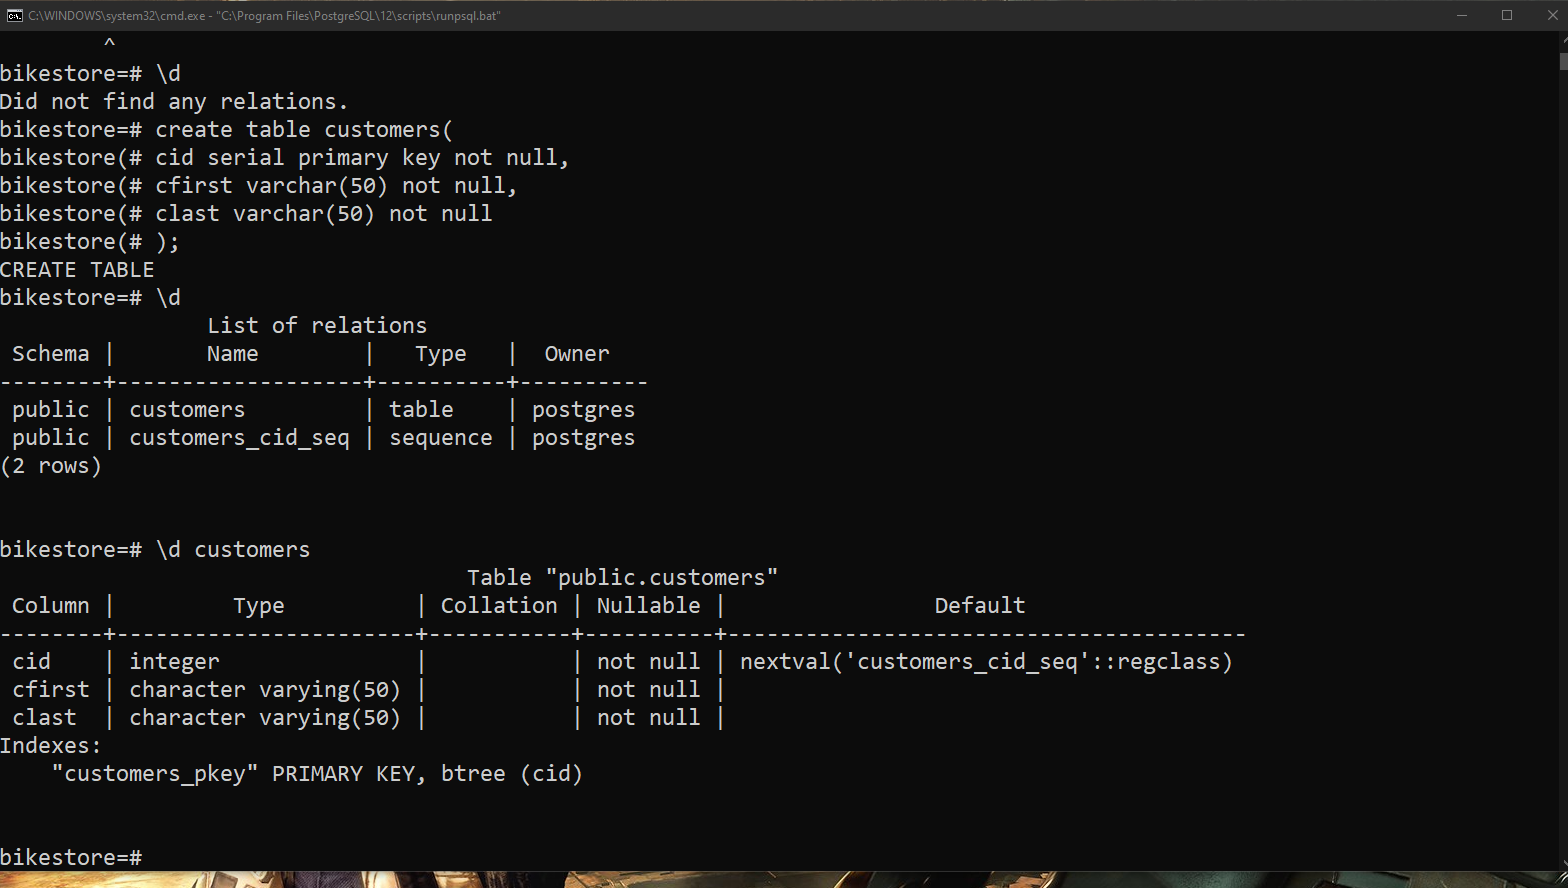 C:\WINDOWS\system32\cmd.exe - "C:\Program Files\PostgreSQL\12\scripts\runpsql.bat"
        ^
bikestore=# \d
Did not find any relations.
bikestore=# create table customers(
bikestore(# cid serial primary key not null,
bikestore(# cfirst varchar(50) not null,
bikestore(# clast varchar(50) not null
bikestore(# );
CREATE TABLE
bikestore=# \d
                List of relations
 Schema |       Name        |   Type   |  Owner
--------+-------------------+----------+----------
 public | customers         | table    | postgres
 public | customers_cid_seq | sequence | postgres
(2 rows)
bikestore=# \d customers
                                    Table "public.customers"
 Column |         Type          | Collation | Nullable |                Default
--------+-----------------------+-----------+----------+----------------------------------------
 cid    | integer               |           | not null | nextval('customers_cid_seq'::regclass)
 cfirst | character varying(50) |           | not null |
 clast  | character varying(50) |           | not null |
Indexes:
    "customers_pkey" PRIMARY KEY, btree (cid)
bikestore=#